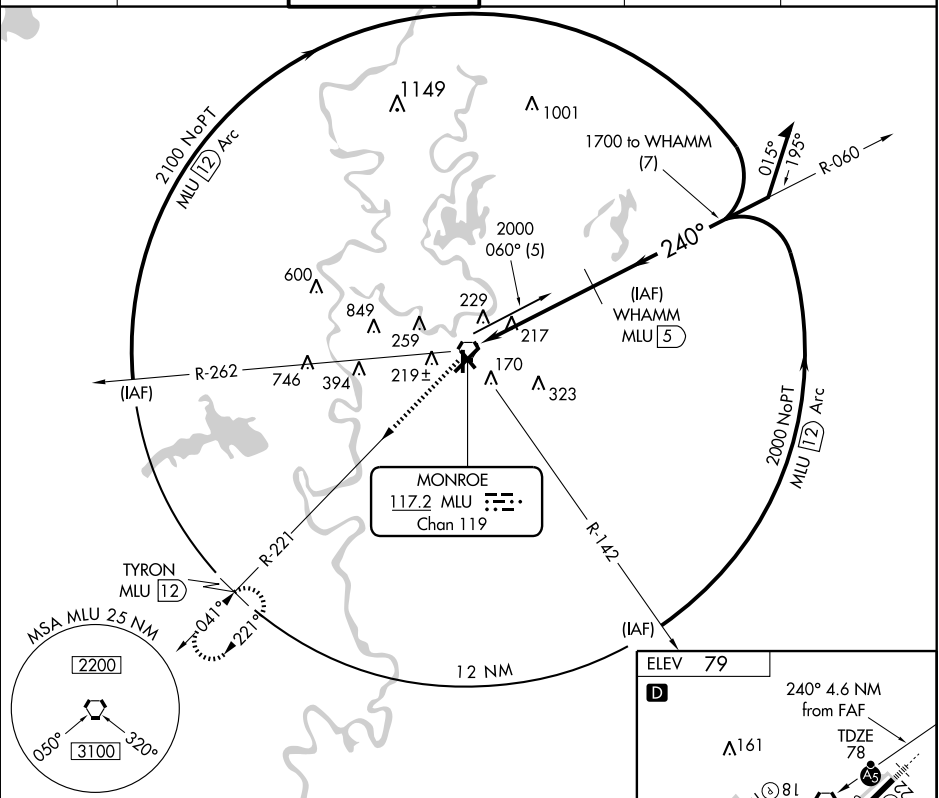 1149
1001
2100 NoPT
MLU 12 Arc
1700 to WHAMM
(7)
015°
195°
R-060
240°
2000
060° (5)
600
849
259
229
217
(IAF)
WHAMM
MLU 5
R-262
746
394
219±
170
323
(IAF)
2000 NoPT
MLU 12 Arc
MONROE
117.2 MLU
Chan 119
R-221
R-142
TYRON
MLU 12
041°
221°
(IAF)
12 NM
MSA MLU 25 NM
2200
050°
320°
3100
ELEV 79
D
240° 4.6 NM
from FAF
TDZE
78
161
A5
18
22